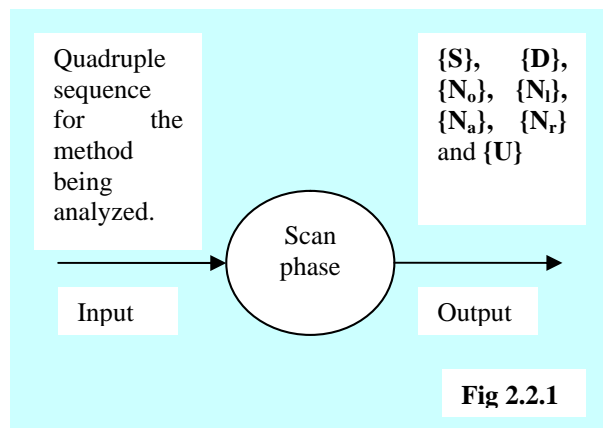 Quadruple
sequence
for the
method
being
analyzed.
{S}, {D},
{Nₒ}, {Nₗ},
{Nₐ}, {Nᵣ}
and {U}
Scan
phase
Input
Output
Fig 2.2.1